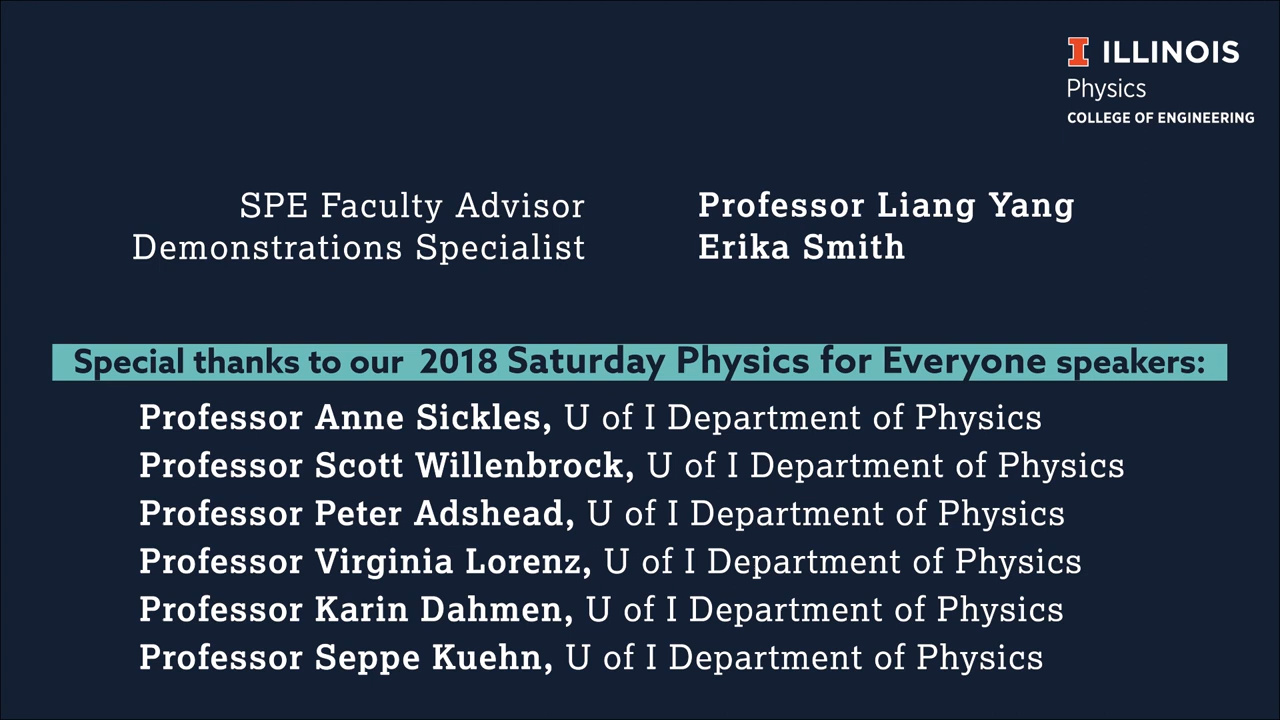 ILLINOIS
Physics
COLLEGE OF ENGINEERING
SPE Faculty Advisor Professor Liang Yang
Demonstrations Specialist Erika Smith
Special thanks to our 2018 Saturday Physics for Everyone speakers:
Professor Anne Sickles, U of I Department of Physics
Professor Scott Willenbrock, U of I Department of Physics
Professor Peter Adshead, U of I Department of Physics
Professor Virginia Lorenz, U of I Department of Physics
Professor Karin Dahmen, U of I Department of Physics
Professor Seppe Kuehn, U of I Department of Physics